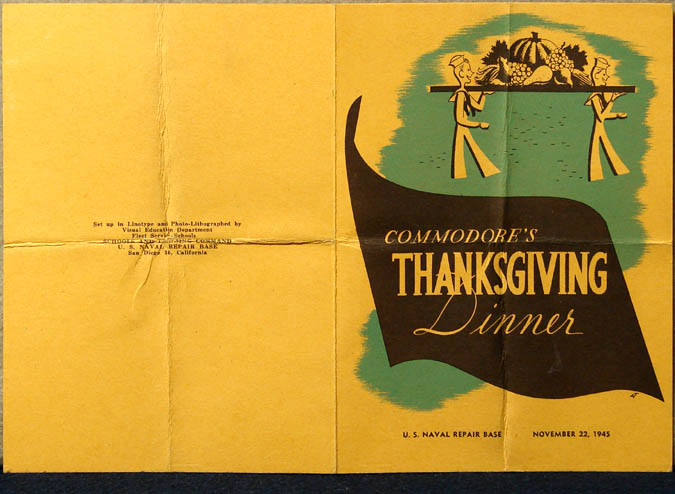 Set up in Linotype and Photo-Lithographed by
Visual Education Department
Fleet Service Schools
SCHOOLS AND TRAINING COMMAND
U. S. NAVAL REPAIR BASE
San Diego 36, California
COMMODORE'S
THANKSGIVING
Dinner
U. S. NAVAL REPAIR BASE NOVEMBER 22, 1945